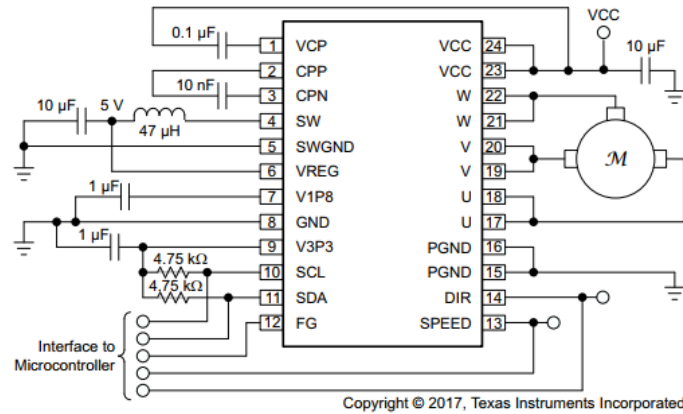 VCC
0.1 µF
10 µF
1 VCP
VCC 24
2 CPP
VCC 23
10 nF
3 CPN
W 22
10 µF
5 V
47 µH
4 SW
W 21
5 SWGND
V 20
6 VREG
V 19
M
1 µF
7 V1P8
U 18
8 GND
U 17
1 µF
9 V3P3
PGND 16
4.75 kΩ
10 SCL
PGND 15
4.75 kΩ
11 SDA
DIR 14
12 FG
SPEED 13
Interface to
Microcontroller
Copyright © 2017, Texas Instruments Incorporated